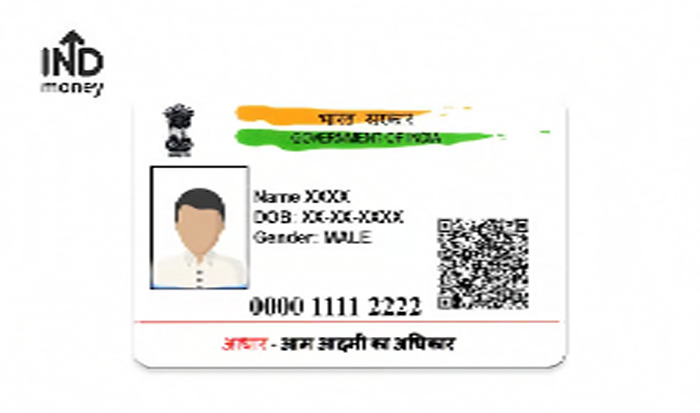 IND
money
भारत सरकार
GOVERNMENT OF INDIA
Name XXXX
DOB: XX-XX-XXXX
Gender: MALE
0000 1111 2222
आधार - आम आदमी का अधिकार